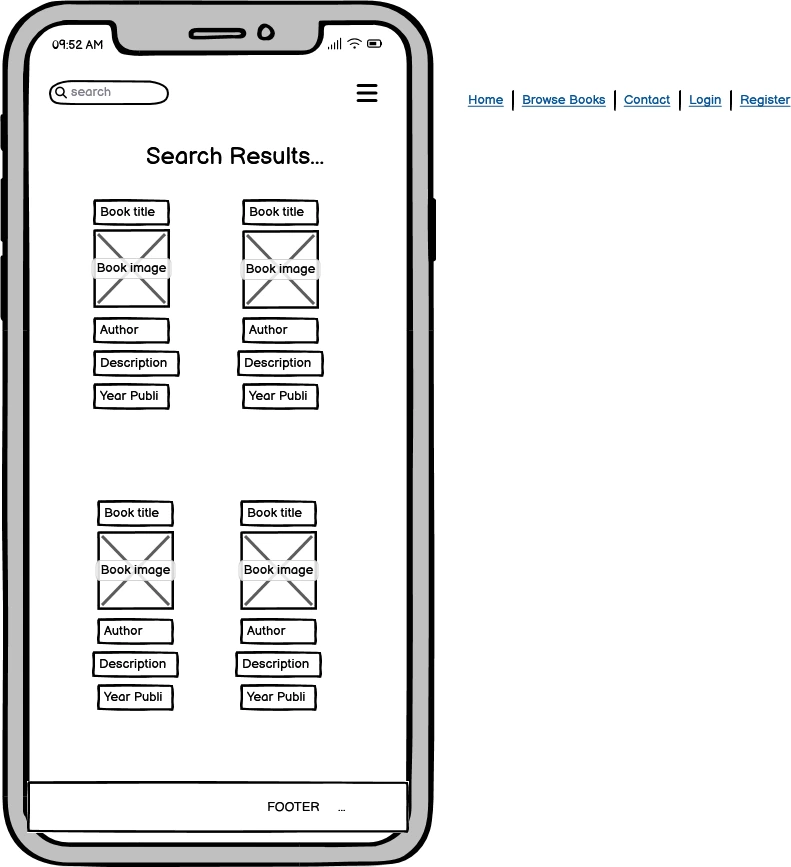 09:52 AM
search
Home Browse Books Contact Login Register
Search Results...
Book title Book title
Book image Book image
Author Author
Description Description
Year Publi Year Publi
Book title Book title
Book image Book image
Author Author
Description Description
Year Publi Year Publi
FOOTER ...